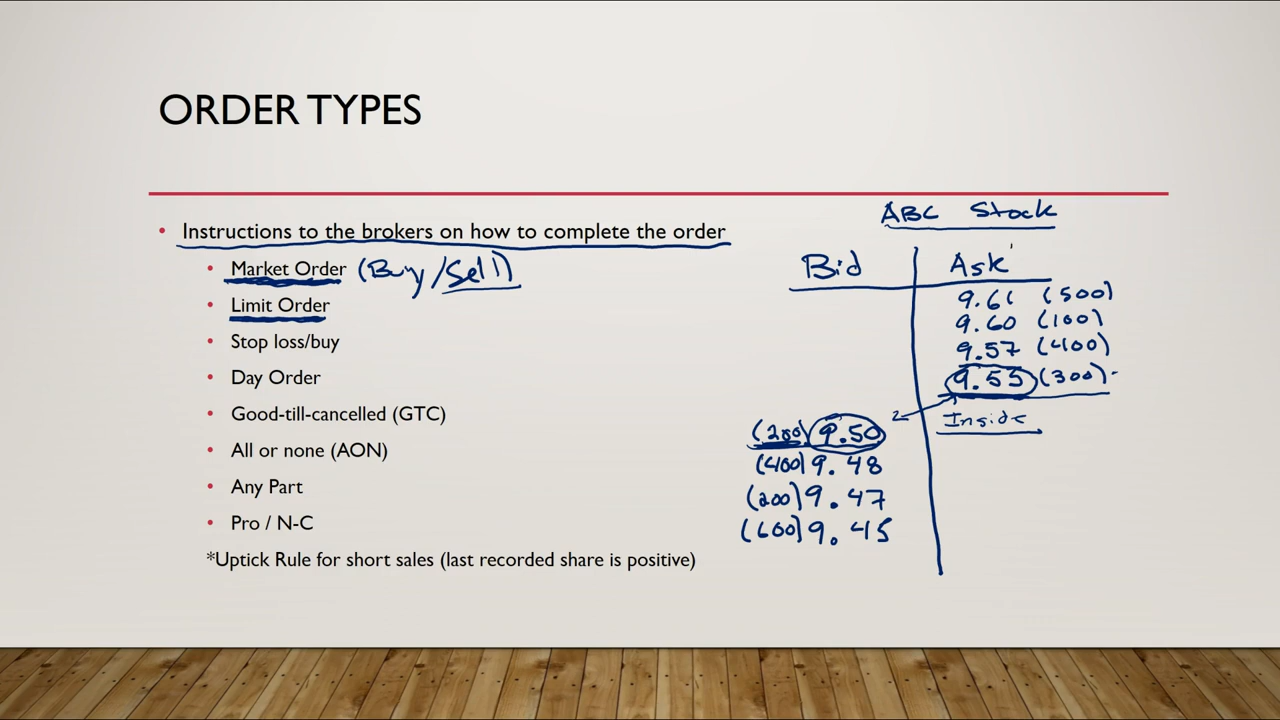 ORDER TYPES
• Instructions to the brokers on how to complete the order
• Market Order (Buy/Sell)
• Limit Order
• Stop loss/buy
• Day Order
• Good-till-cancelled (GTC)
• All or none (AON)
• Any Part
• Pro / N-C
*Uptick Rule for short sales (last recorded share is positive)
ABC Stock
Bid Ask
9.61 (500)
9.60 (100)
9.57 (400)
9.55 (300)
Inside
(200) 9.50
(400) 9.48
(200) 9.47
(600) 9.45